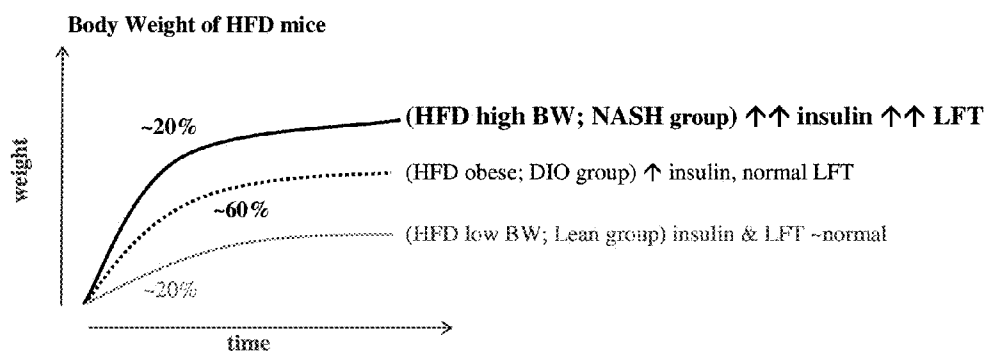 Body Weight of HFD mice
~20%
(HFD high BW; NASH group) ↑↑ insulin ↑↑ LFT
weight
(HFD obese; DIO group) ↑ insulin, normal LFT
~60%
(HFD low BW; Lean group) insulin & LFT ~normal
~20%
time